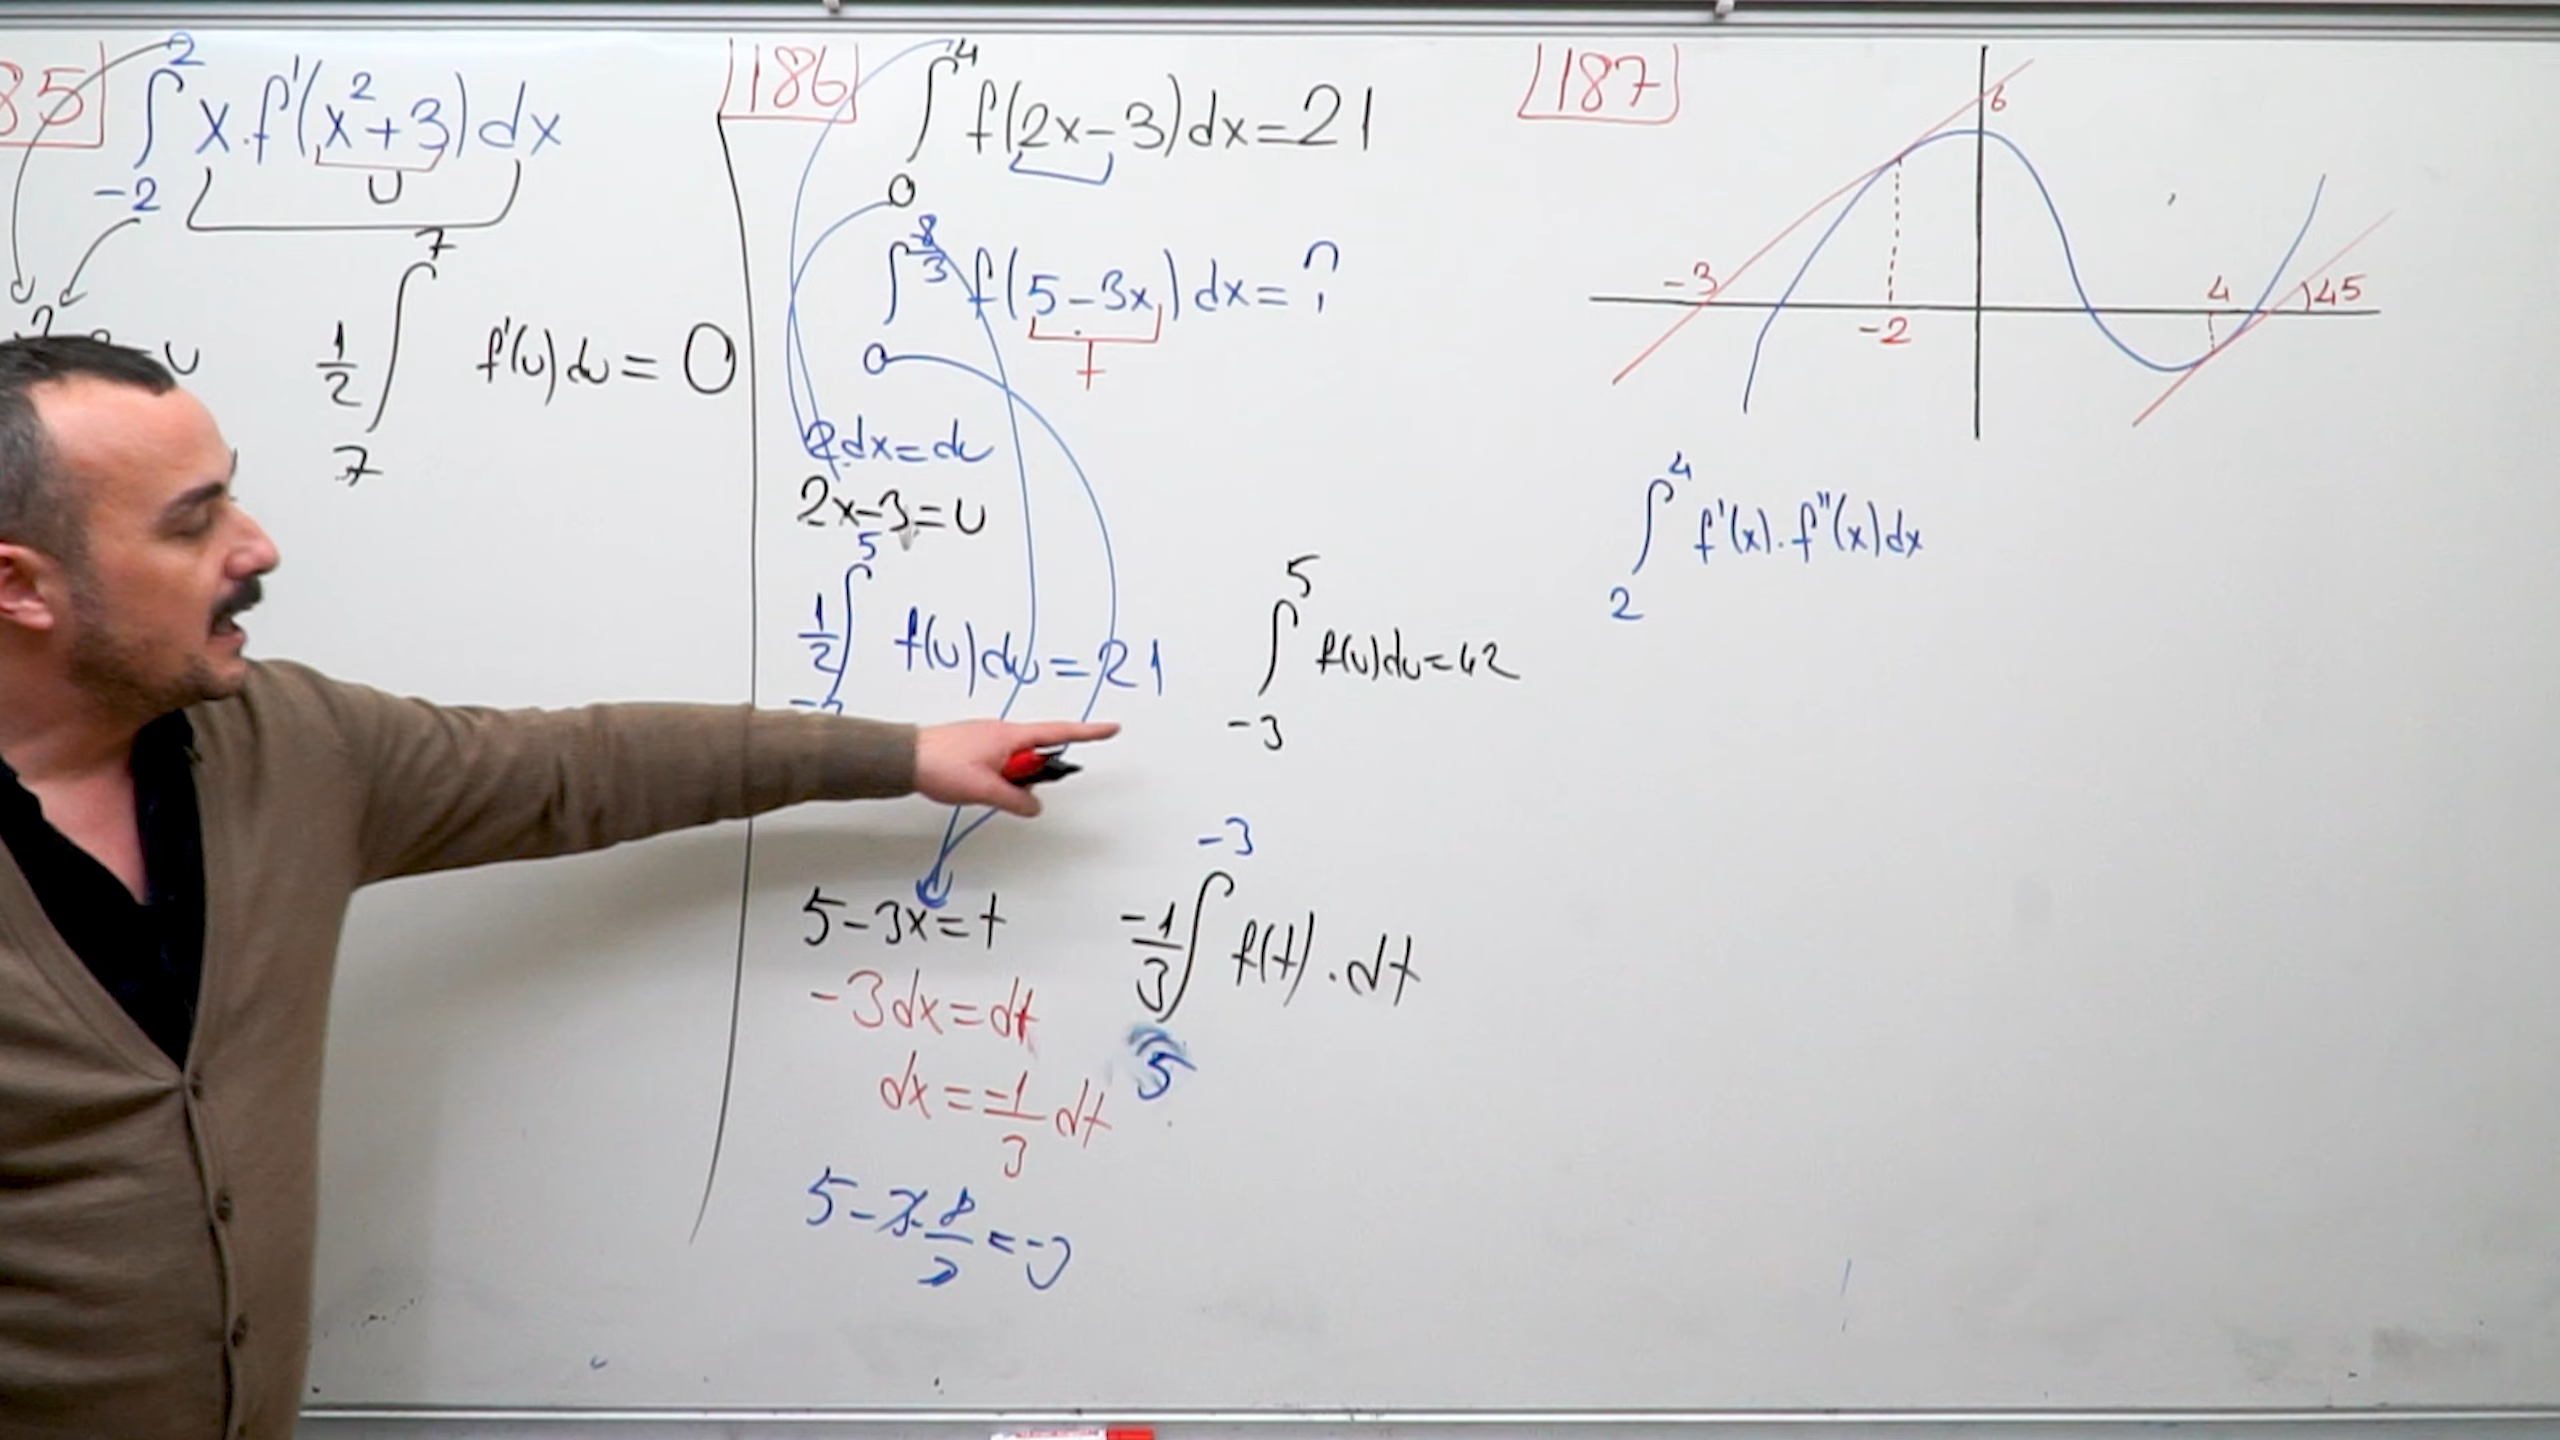 85
∫_{-2}^{2} x.f'(x²+3)dx
u
1/2 ∫_{7}^{7} f'(u)du = 0
186
∫_{0}^{4} f(2x-3)dx=21
∫_{0}^{8/3} f(5-3x)dx=?
t
2.dx=du
2x-3=u
1/2 ∫_{-3}^{5} f(u)du=21
∫_{-3}^{5} f(u)du=42
5-3x=t
-3dx=dt
dx=-1/3 dt
5-3.8/3=-3
-1/3 ∫_{5}^{-3} f(t).dt
187
6
-3
-2
4
45
∫_{2}^{4} f'(x).f''(x)dx